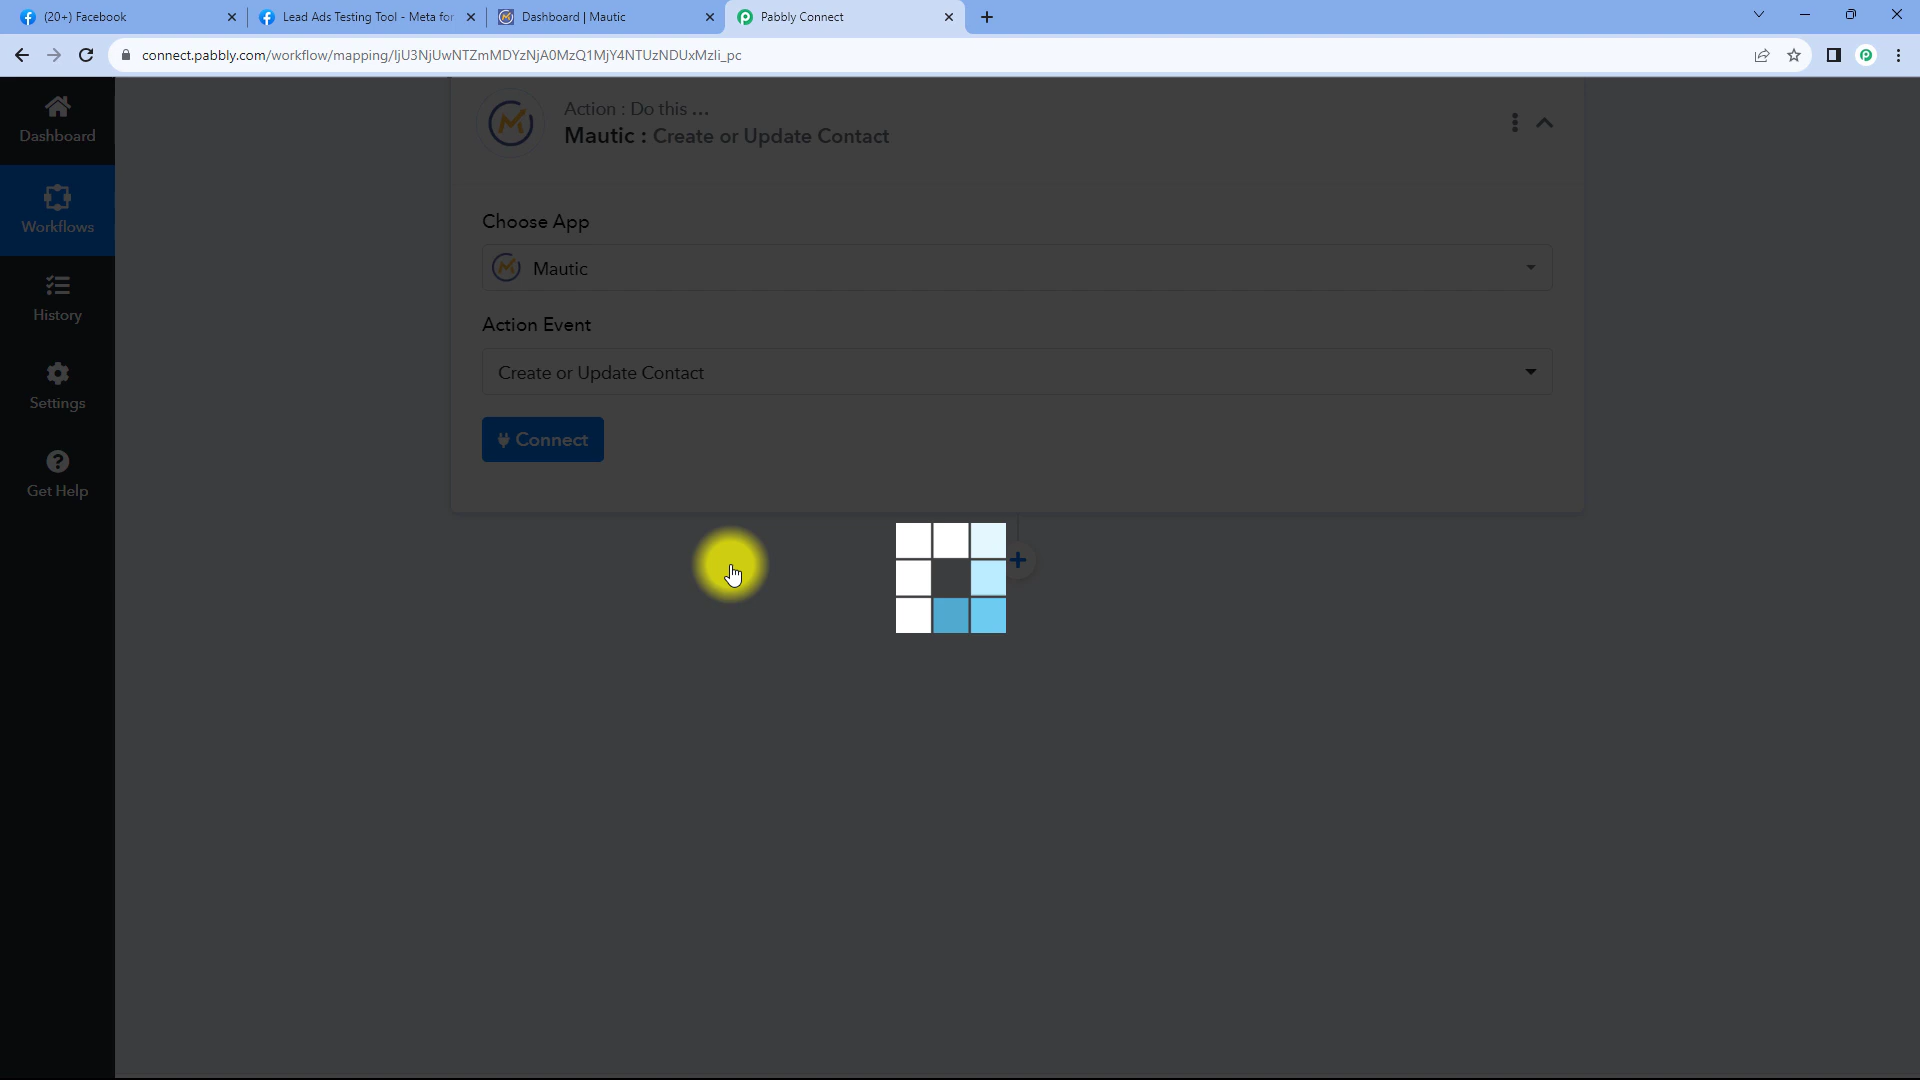 (20+) Facebook
Lead Ads Testing Tool - Meta for
Dashboard | Mautic
Pabbly Connect
connect.pabbly.com/workflow/mapping/IjU3NjUwNTZmMDYzNjA0MzQ1MjY4NTUzNDUxMzIi_pc
Dashboard
Workflows
History
Settings
Get Help
Action : Do this ...
Mautic : Create or Update Contact
Choose App
Mautic
Action Event
Create or Update Contact
Connect